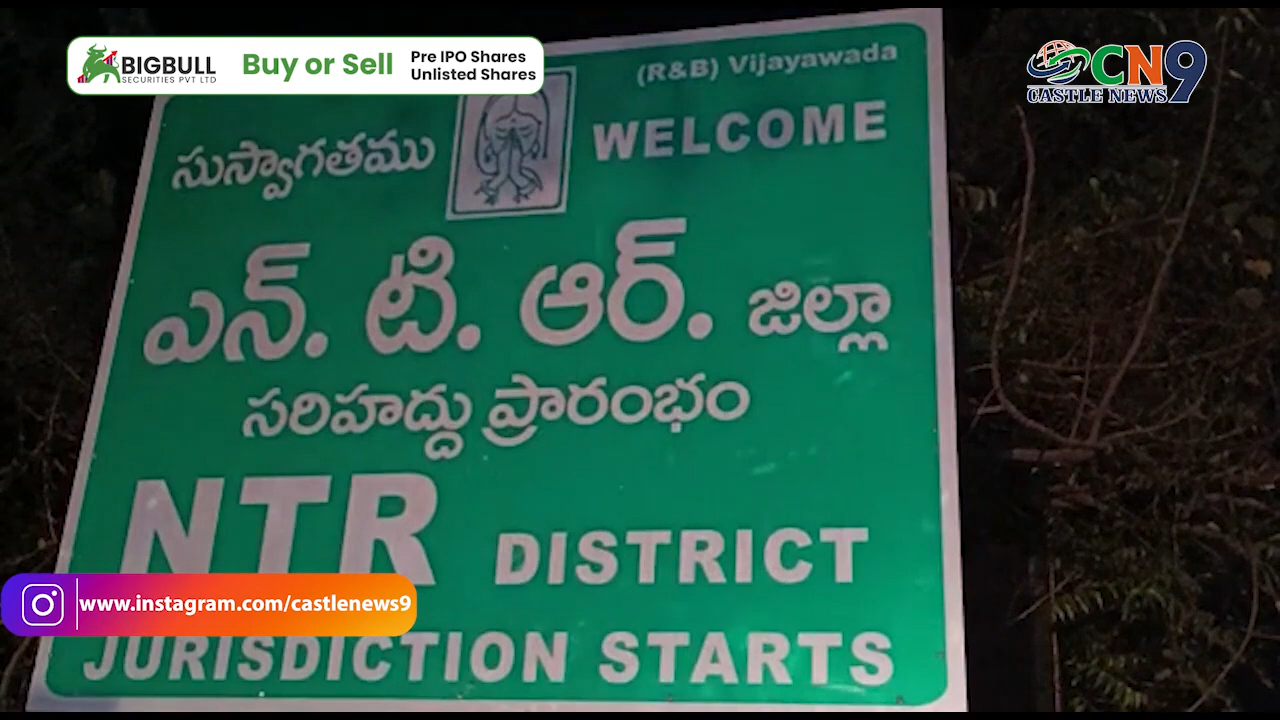 BIGBULL
SECURITIES PVT LTD
Buy or Sell
Pre IPO Shares
Unlisted Shares
CN9
CASTLE NEWS
(R&B) Vijayawada
సుస్వాగతము
WELCOME
ఎన్. టి. ఆర్. జిల్లా
సరిహద్దు ప్రారంభం
NTR DISTRICT
www.instagram.com/castlenews9
JURISDICTION STARTS